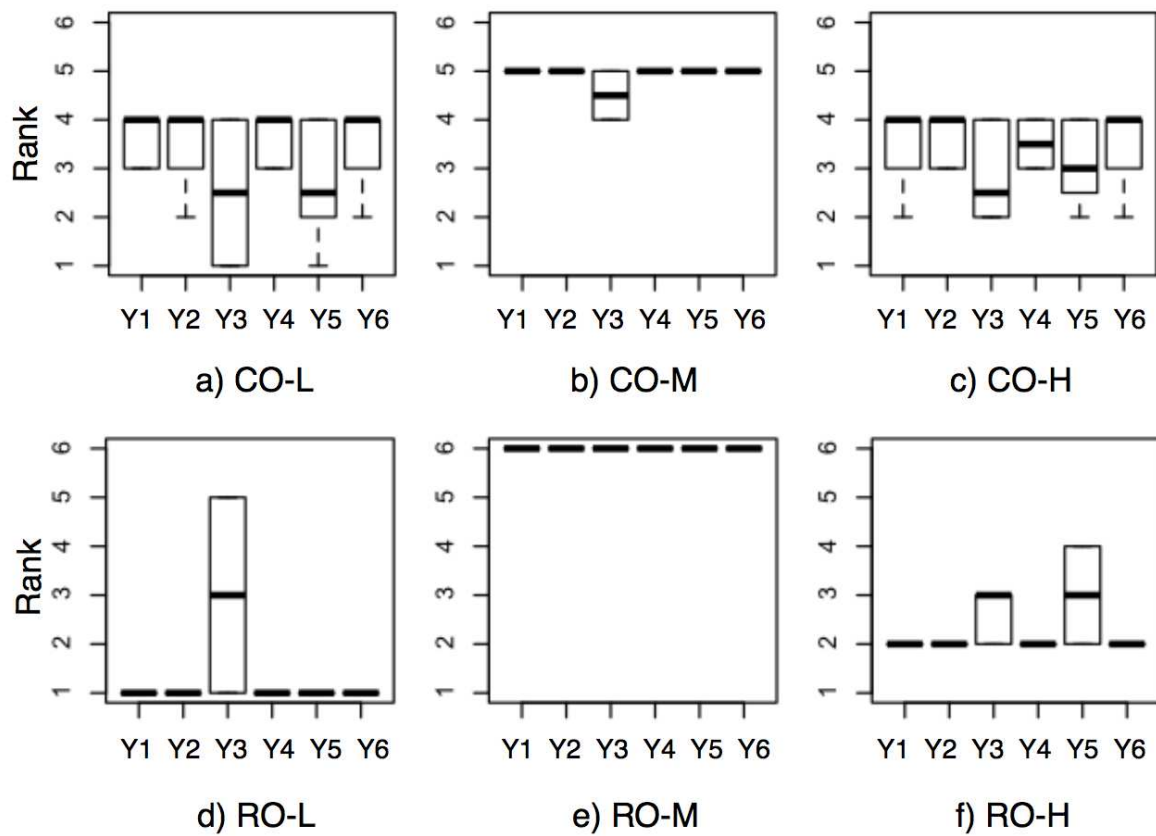 6 6 6
5 5 5
Rank 4 4 4
3 3 3
2 2 2
1 1 1
Y1 Y2 Y3 Y4 Y5 Y6 Y1 Y2 Y3 Y4 Y5 Y6 Y1 Y2 Y3 Y4 Y5 Y6
a) CO-L b) CO-M c) CO-H
6 6 6
5 5 5
Rank 4 4 4
3 3 3
2 2 2
1 1 1
Y1 Y2 Y3 Y4 Y5 Y6 Y1 Y2 Y3 Y4 Y5 Y6 Y1 Y2 Y3 Y4 Y5 Y6
d) RO-L e) RO-M f) RO-H